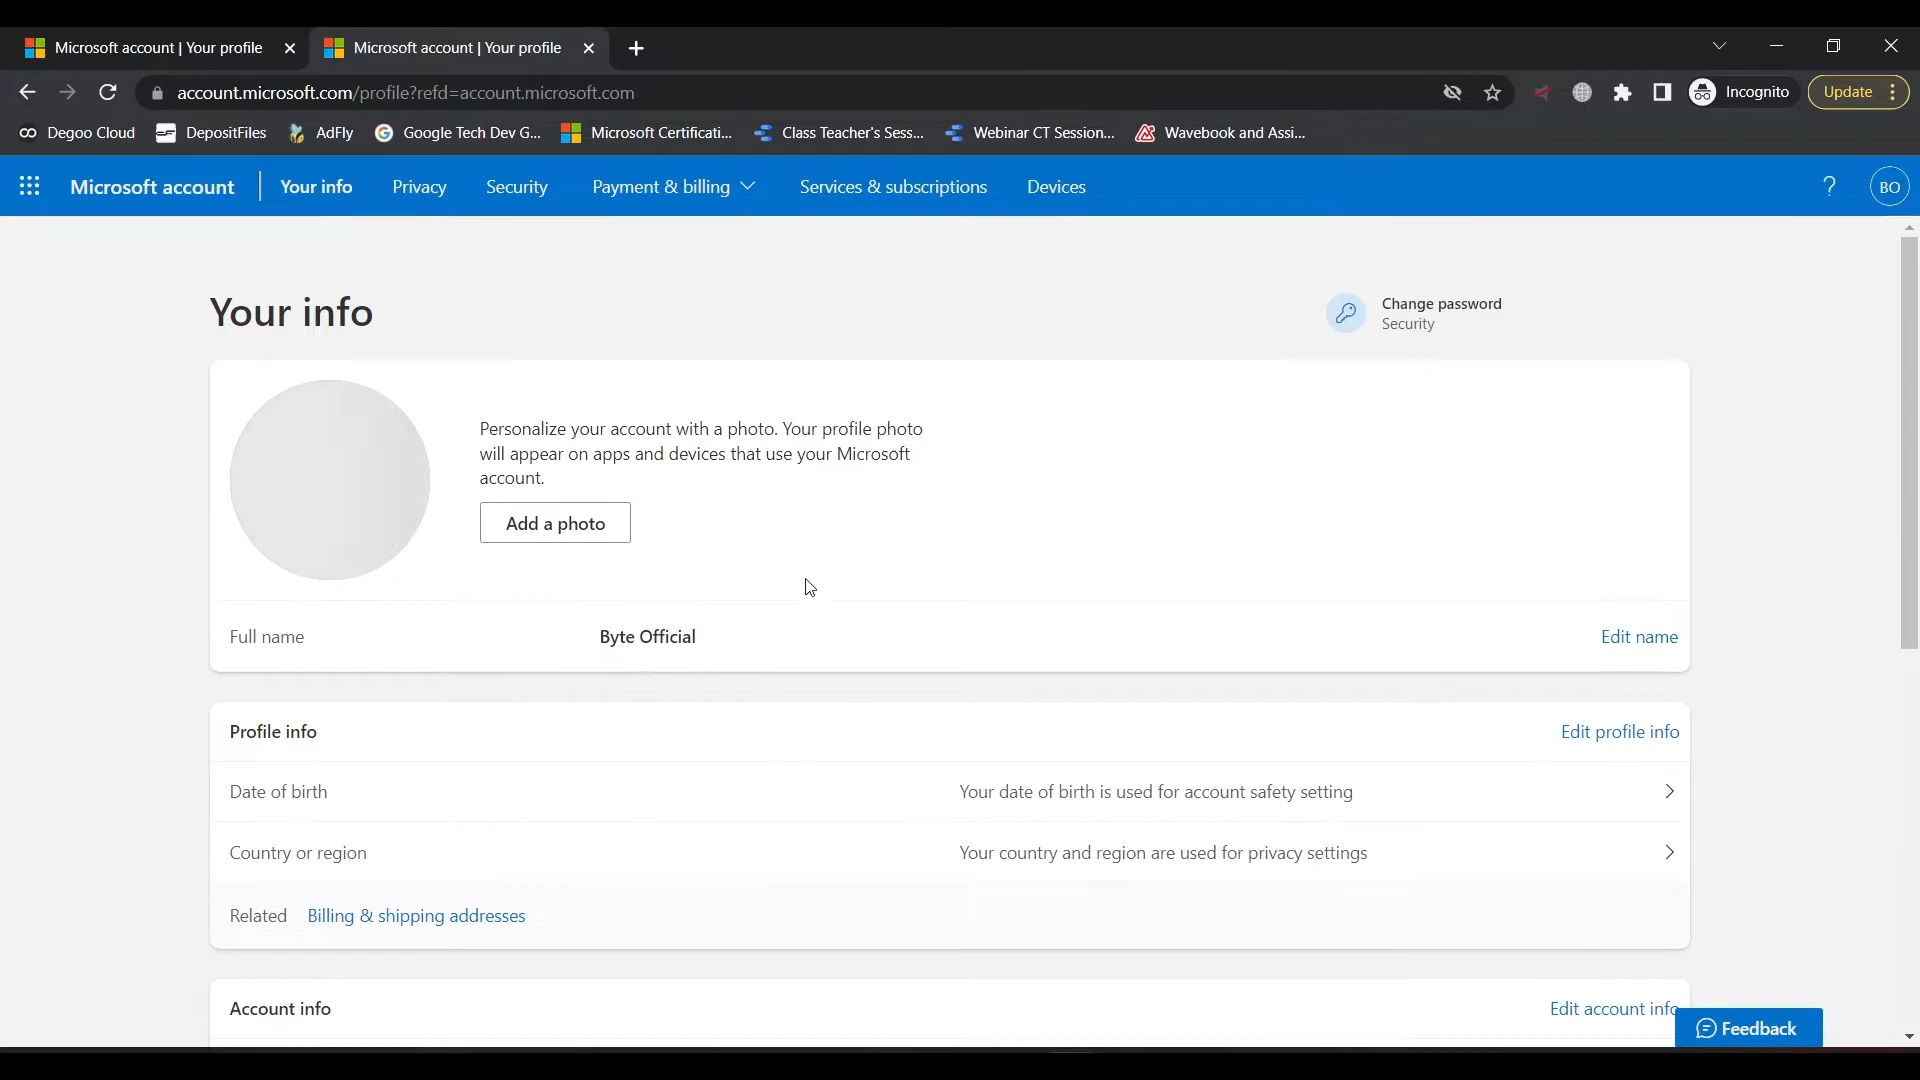 Microsoft account | Your profile
Microsoft account | Your profile
account.microsoft.com/profile?refd=account.microsoft.com
Incognito
Update
Degoo Cloud
DepositFiles
AdFly
Google Tech Dev G...
Microsoft Certificati...
Class Teacher's Sess...
Webinar CT Session...
Wavebook and Assi...
Microsoft account
Your info
Privacy
Security
Payment & billing
Services & subscriptions
Devices
?
BO
Your info
Change password
Security
Personalize your account with a photo. Your profile photo
will appear on apps and devices that use your Microsoft
account.
Add a photo
Full name
Byte Official
Edit name
Profile info
Edit profile info
Date of birth
Your date of birth is used for account safety setting
Country or region
Your country and region are used for privacy settings
Related
Billing & shipping addresses
Account info
Edit account info
Feedback